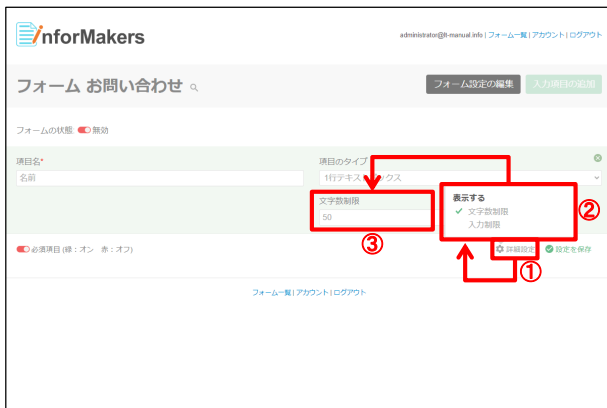 InforMakers
administrator@lt-manual.info | フォーム一覧 | アカウント | ログアウト
フォーム お問い合わせ
フォーム設定の編集
入力項目の追加
フォームの状態 無効
項目名*
名前
項目のタイプ
1行テキストボックス
文字数制限
50
③
表示する
✓ 文字数制限
入力制限
②
必須項目 (緑：オン 赤：オフ)
詳細設定
設定を保存
①
フォーム一覧 | アカウント | ログアウト